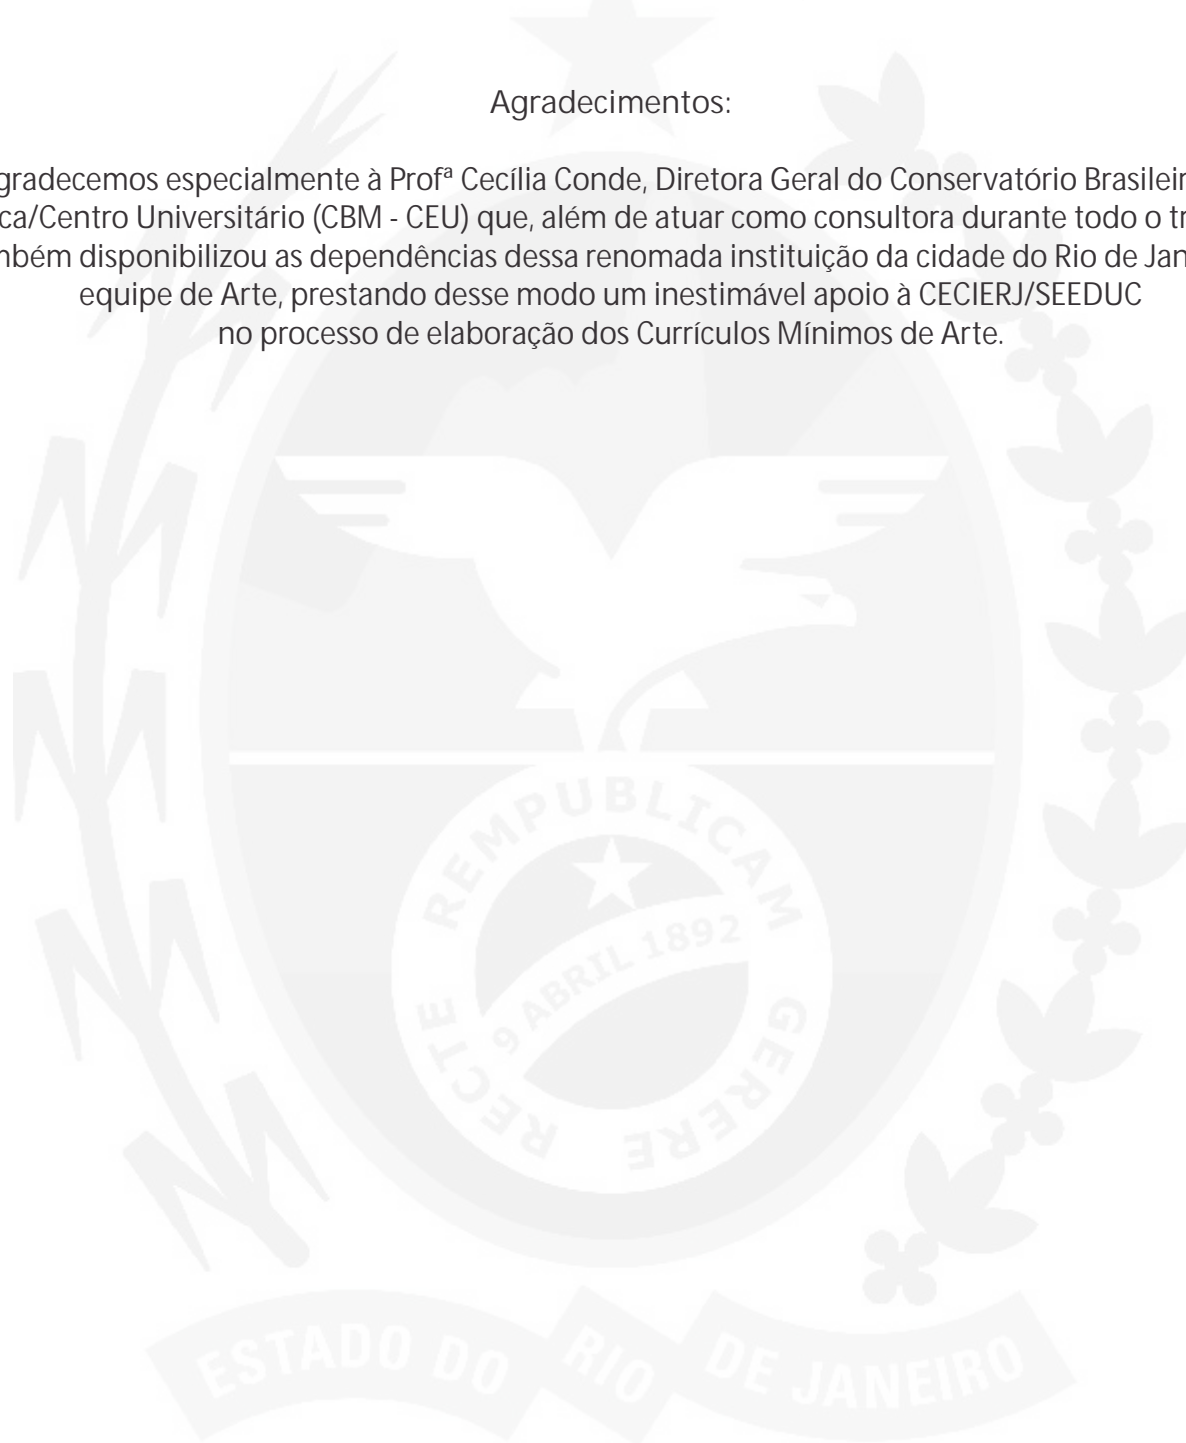 Agradecimentos:
gradecemos especialmente à Profª Cecília Conde, Diretora Geral do Conservatório Brasilei
ca/Centro Universitário (CBM - CEU) que, além de atuar como consultora durante todo o tr
mbém disponibilizou as dependências dessa renomada instituição da cidade do Rio de Jan
equipe de Arte, prestando desse modo um inestimável apoio à CECIERJ/SEEDUC
no processo de elaboração dos Currículos Mínimos de Arte.
RECTE REMPUBLICAM GERERE
9 ABRIL 1892
ESTADO DO RIO DE JANEIRO